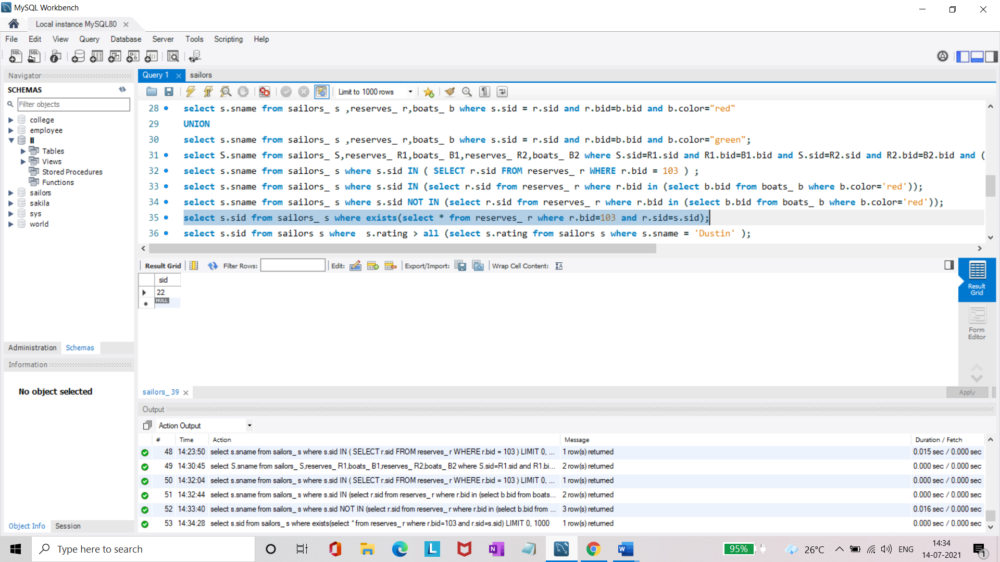 MySQL Workbench
Local instance MySQL80
File Edit View Query Database Server Tools Scripting Help
Navigator
SCHEMAS
Filter objects
college
employee
ll
Tables
Views
Stored Procedures
Functions
sailors
sakila
sys
world
Administration Schemas
Information
No object selected
Object Info Session
Query 1 sailors
Limit to 1000 rows
28 select s.sname from sailors_ s ,reserves_ r,boats_ b where s.sid = r.sid and r.bid=b.bid and b.color="red"
29 UNION
30 select s.sname from sailors_ s ,reserves_ r,boats_ b where s.sid = r.sid and r.bid=b.bid and b.color="green";
31 select S.sname from sailors_ S,reserves_ R1,boats_ B1,reserves_ R2,boats_ B2 where S.sid=R1.sid and R1.bid=B1.bid and S.sid=R2.sid and R2.bid=B2.bid and (
32 select s.sname from sailors_ s where s.sid IN ( SELECT r.sid FROM reserves_ r WHERE r.bid = 103 ) ;
33 select s.sname from sailors_ s where s.sid IN (select r.sid from reserves_ r where r.bid in (select b.bid from boats_ b where b.color='red'));
34 select s.sname from sailors_ s where s.sid NOT IN (select r.sid from reserves_ r where r.bid in (select b.bid from boats_ b where b.color='red'));
35 select s.sid from sailors_ s where exists(select * from reserves_ r where r.bid=103 and r.sid=s.sid);
36 select s.sid from sailors s where  s.rating > all (select s.rating from sailors s where s.sname = 'Dustin' );
Result Grid Filter Rows: Edit: Export/Import: Wrap Cell Content:
sid
22
NULL
Result Grid
Form Editor
sailors_ 39
Apply
Output
Action Output
# Time Action Message Duration / Fetch
48 14:23:50 select s.sname from sailors_ s where s.sid IN ( SELECT r.sid FROM reserves_ r WHERE r.bid = 103 ) LIMIT 0, ... 1 row(s) returned 0.015 sec / 0.000 sec
49 14:30:45 select S.sname from sailors_ S,reserves_ R1,boats_ B1,reserves_ R2,boats_ B2 where S.sid=R1.sid and R1.bi... 2 row(s) returned 0.000 sec / 0.000 sec
50 14:32:04 select s.sname from sailors_ s where s.sid IN ( SELECT r.sid FROM reserves_ r WHERE r.bid = 103 ) LIMIT 0, ... 1 row(s) returned 0.000 sec / 0.000 sec
51 14:32:44 select s.sname from sailors_ s where s.sid IN (select r.sid from reserves_ r where r.bid in (select b.bid from boats... 2 row(s) returned 0.000 sec / 0.000 sec
52 14:33:40 select s.sname from sailors_ s where s.sid NOT IN (select r.sid from reserves_ r where r.bid in (select b.bid from ... 3 row(s) returned 0.016 sec / 0.000 sec
53 14:34:28 select s.sid from sailors_ s where exists(select * from reserves_ r where r.bid=103 and r.sid=s.sid) LIMIT 0, 1000 1 row(s) returned 0.000 sec / 0.000 sec
Type here to search
95%
26°C
ENG
14:34
14-07-2021
1